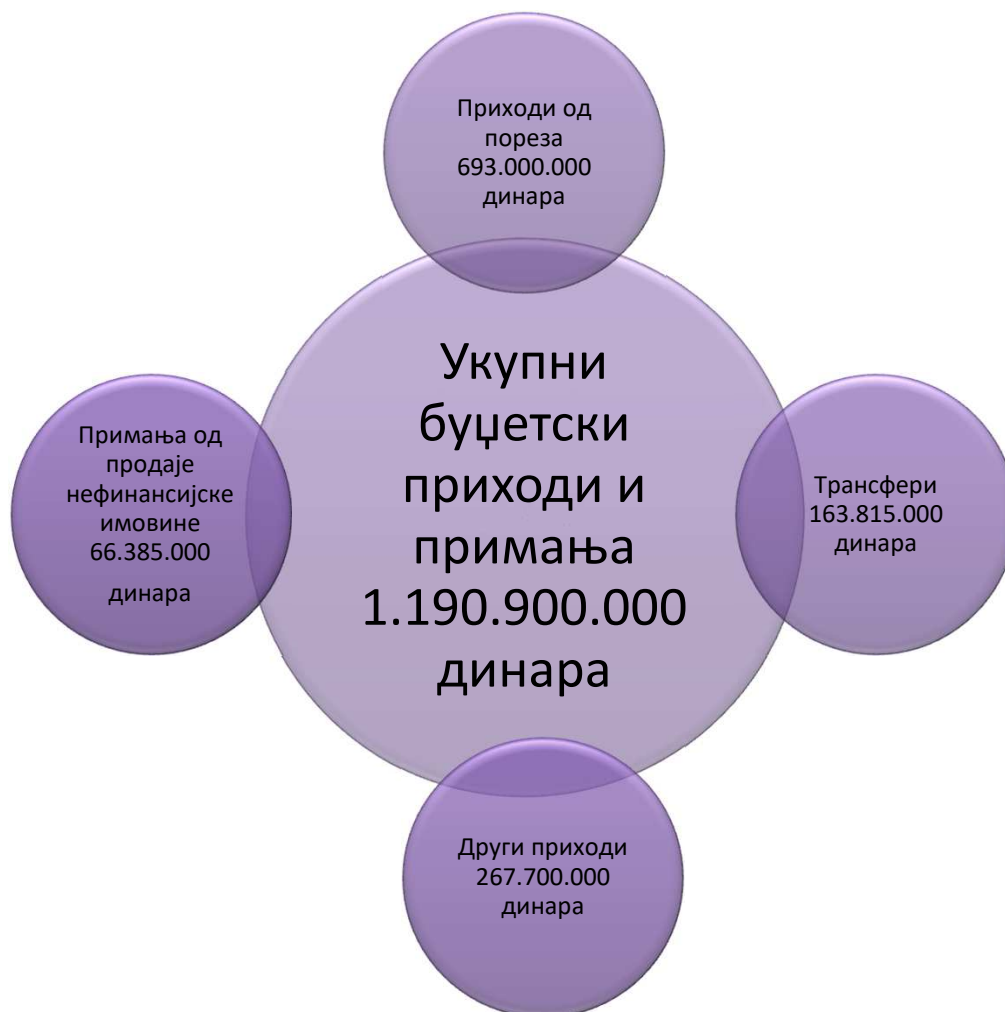 Приходи од
пореза
693.000.000
динара
Укупни
буџетски
приходи и
примања
1.190.900.000
динара
Примања од
продаје
нефинансијске
имовине
66.385.000
динара
Трансфери
163.815.000
динара
Други приходи
267.700.000
динара